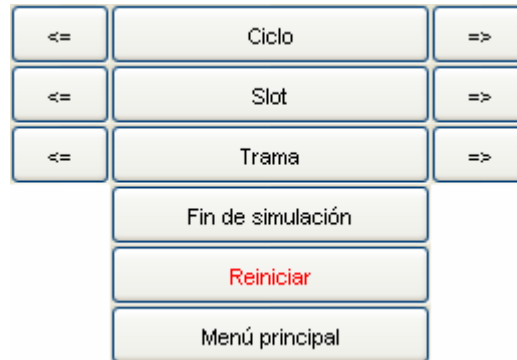 <= Ciclo =>
<= Slot =>
<= Trama =>
Fin de simulación
Reiniciar
Menú principal